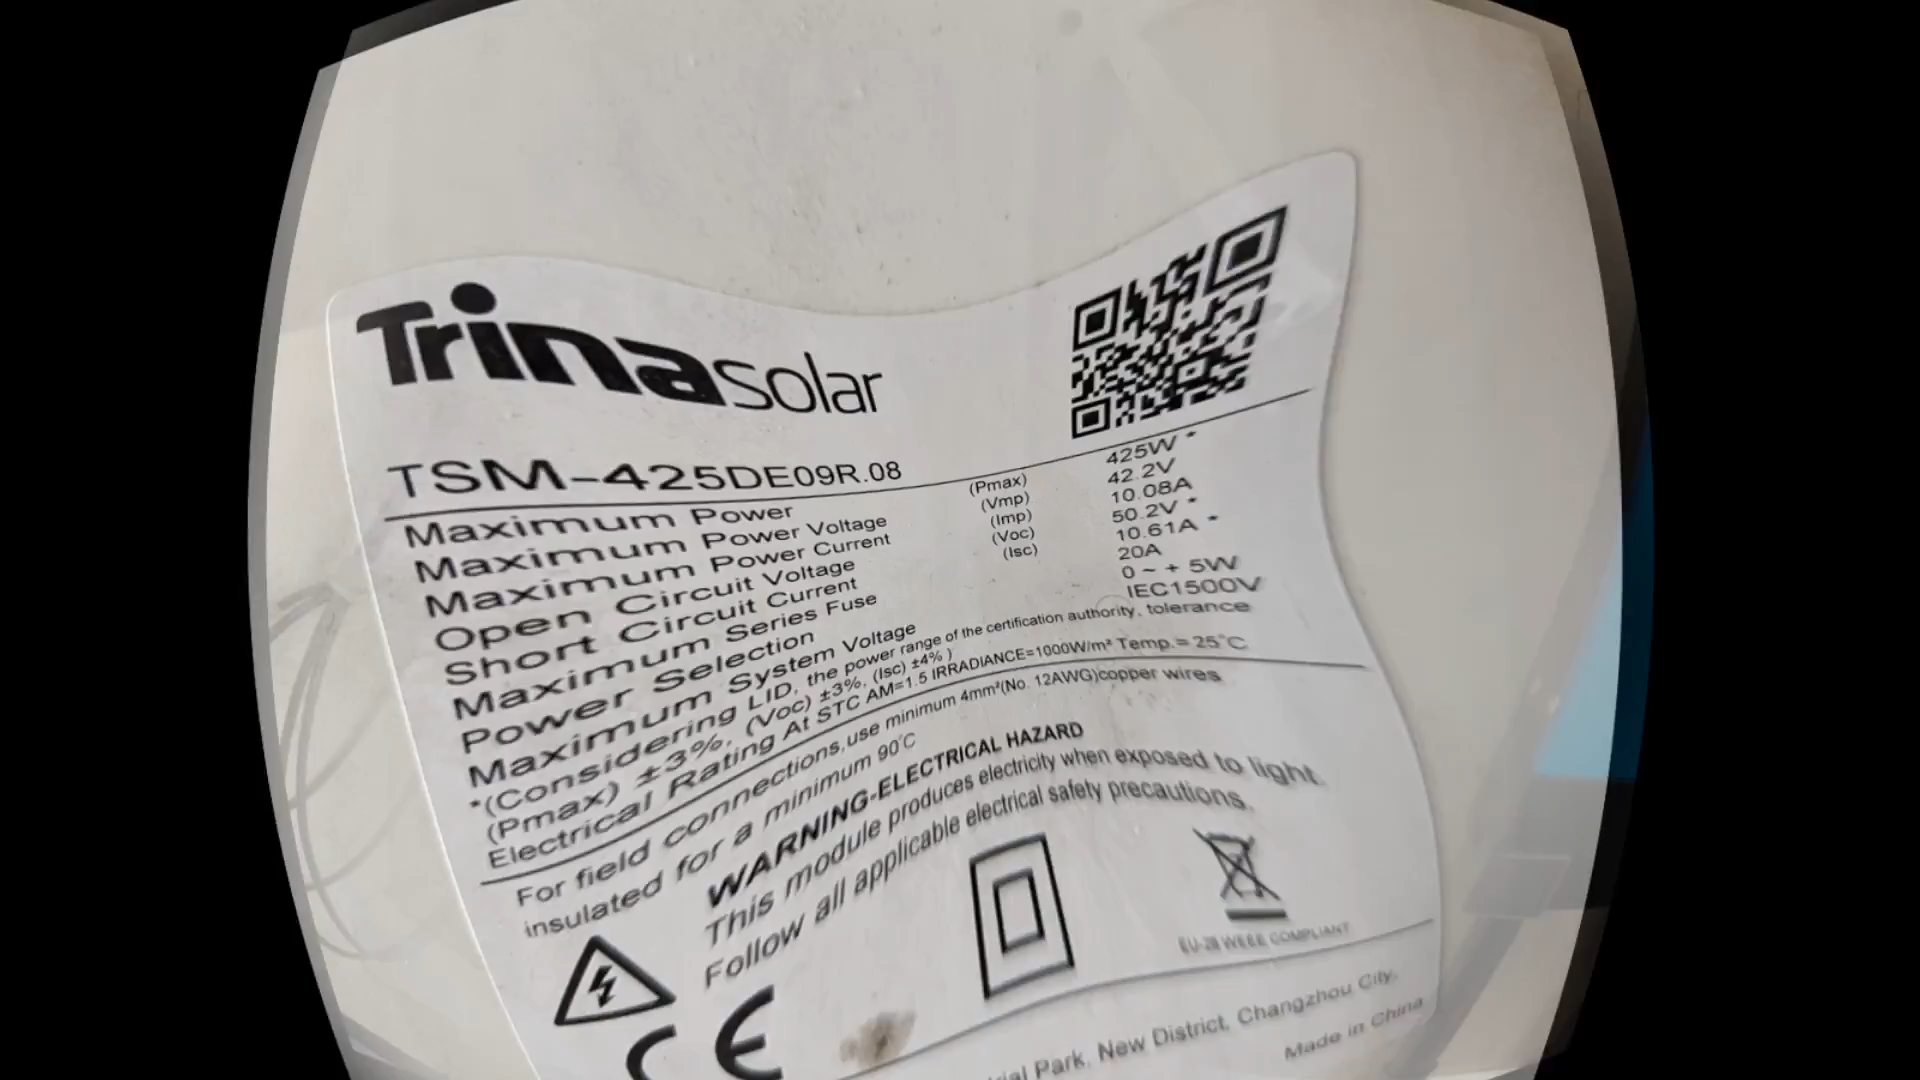 Trinasolar
TSM-425DE09R.08
Maximum Power (Pmax) 425W *
Maximum Power Voltage (Vmp) 42.2V
Maximum Power Current (Imp) 10.08A
Open Circuit Voltage (Voc) 50.2V *
Short Circuit Current (Isc) 10.61A *
Maximum Series Fuse 20A
Power Selection 0 ~ + 5W
Maximum System Voltage IEC1500V
*(Considering LID, the power range of the certification authority, tolerance
(Pmax) ±3%, (Voc) ±3%, (Isc) ±4% )
Electrical Rating At STC AM=1.5 IRRADIANCE=1000W/m² Temp.= 25°C
For field connections,use minimum 4mm²(No. 12AWG)copper wires
insulated for a minimum 90°C
WARNING-ELECTRICAL HAZARD
This module produces electricity when exposed to light.
Follow all applicable electrical safety precautions.
CE
EU-28 WEEE COMPLIANT
Park, New District, Changzhou City,
Made in China